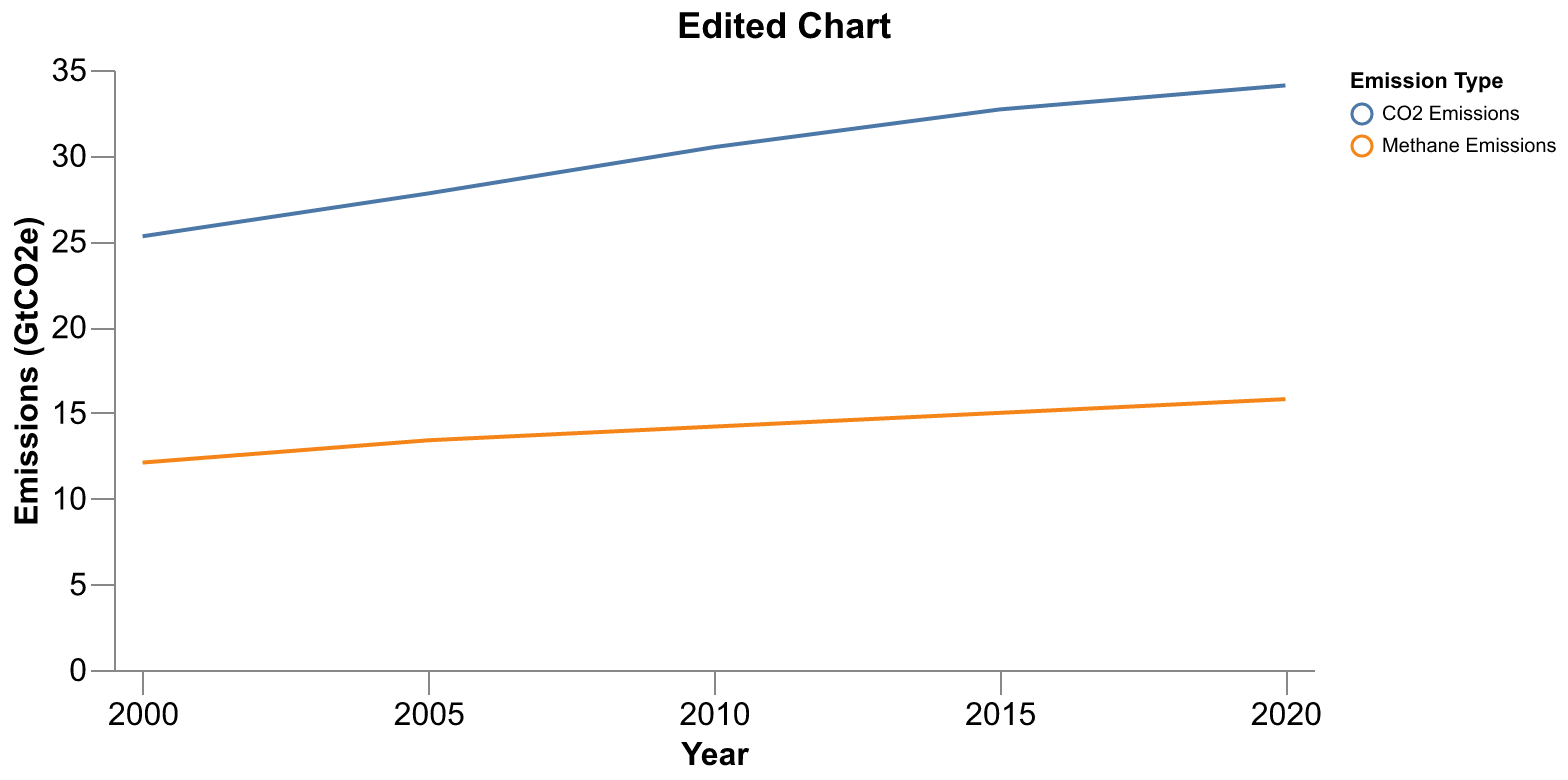 Edited Chart
35
30
25
20
15
10
5
0
Emissions (GtCO2e)
2000 2005 2010 2015 2020
Year
Emission Type
CO2 Emissions
Methane Emissions